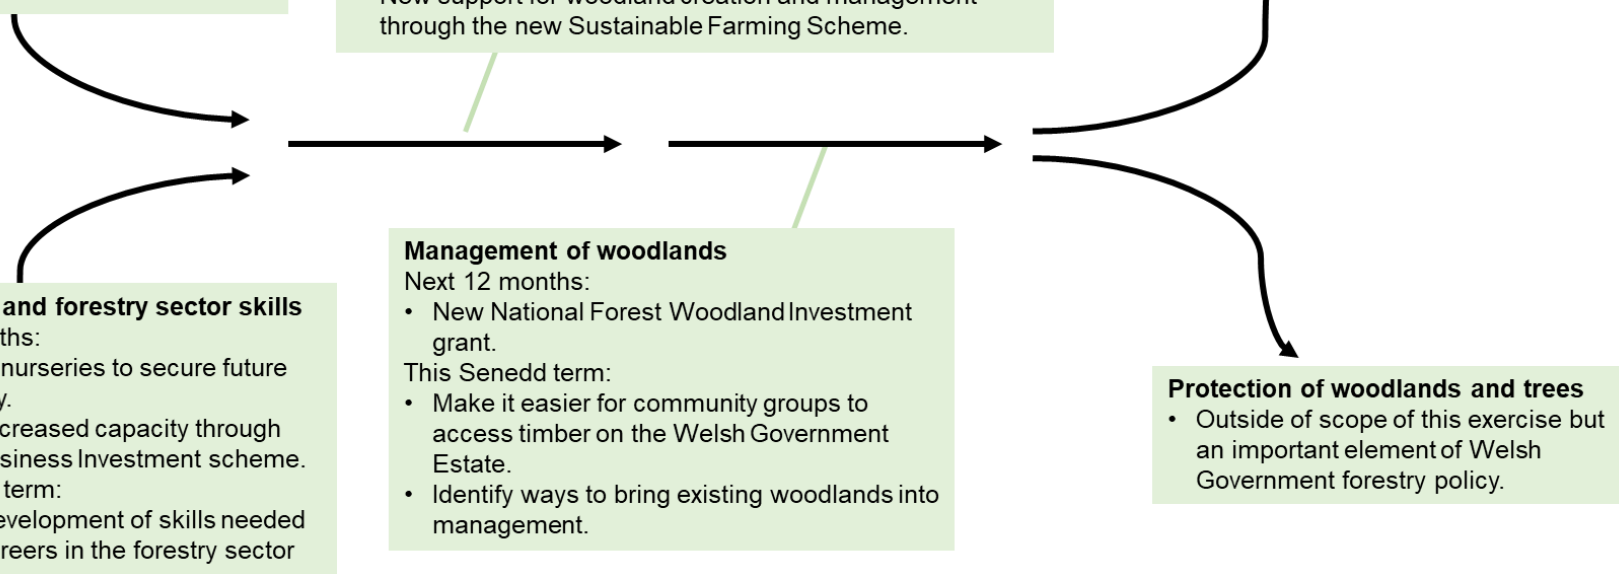 through the new Sustainable Farming Scheme.
and forestry sector skills
nurseries to secure future
capacity through
Investment scheme.
term:
of skills needed
in the forestry sector
Management of woodlands
Next 12 months:
• New National Forest Woodland Investment
grant.
This Senedd term:
• Make it easier for community groups to
access timber on the Welsh Government
Estate.
• Identify ways to bring existing woodlands into
management.
Protection of woodlands and trees
• Outside of scope of this exercise but
an important element of Welsh
Government forestry policy.